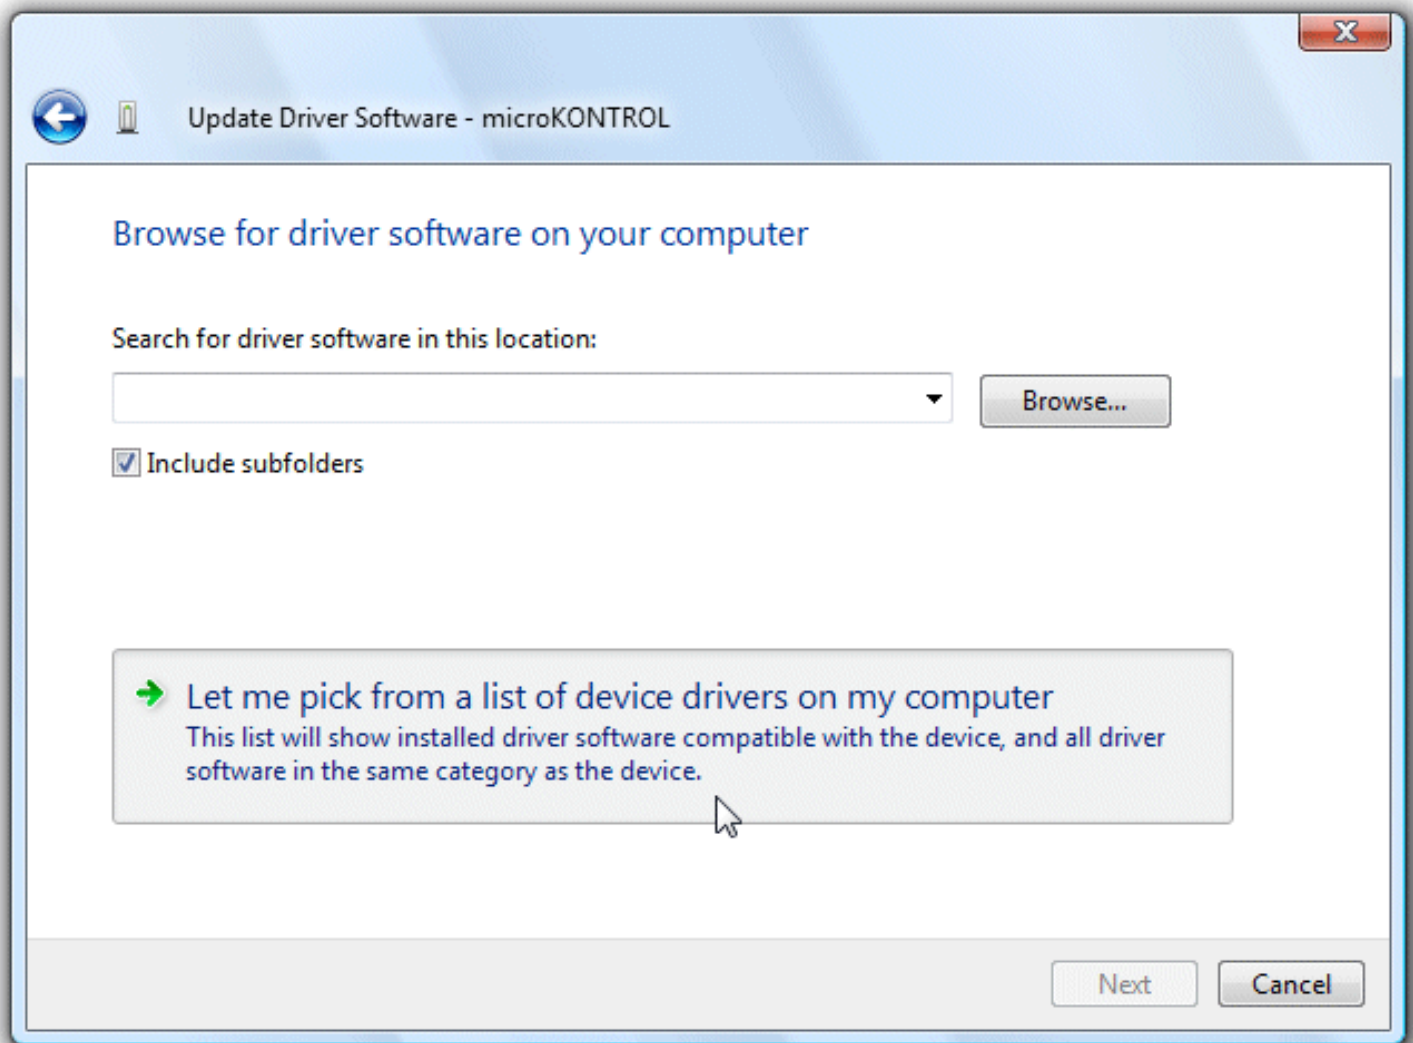 Update Driver Software - microKONTROL
Browse for driver software on your computer
Search for driver software in this location:
Browse...
Include subfolders
Let me pick from a list of device drivers on my computer
This list will show installed driver software compatible with the device, and all driver
software in the same category as the device.
Next
Cancel